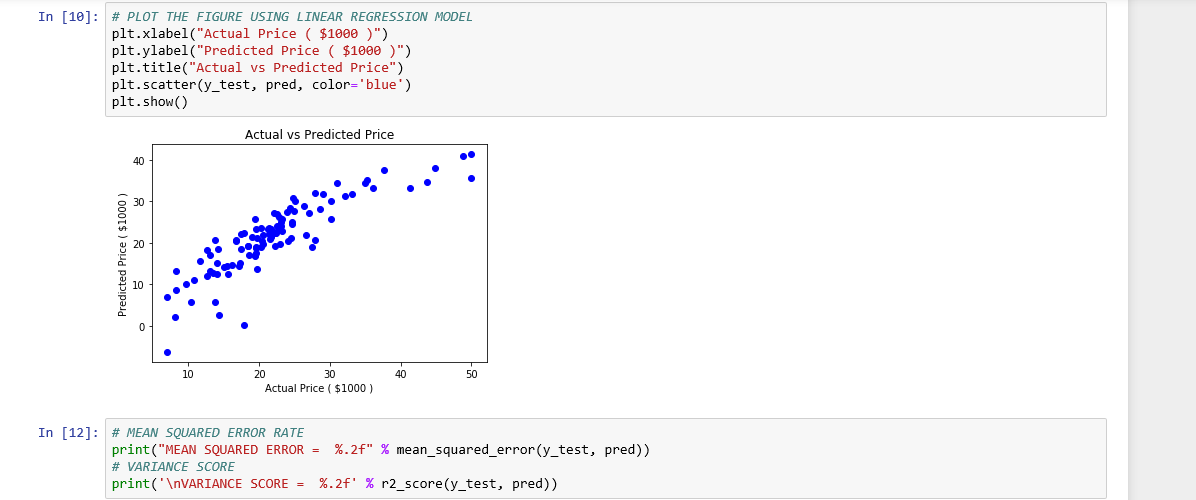 In [10]: # PLOT THE FIGURE USING LINEAR REGRESSION MODEL
plt.xlabel("Actual Price ( $1000 )")
plt.ylabel("Predicted Price ( $1000 )")
plt.title("Actual vs Predicted Price")
plt.scatter(y_test, pred, color='blue')
plt.show()
Actual vs Predicted Price
Predicted Price ( $1000 )
40
30
20
10
0
10 20 30 40 50
Actual Price ( $1000 )
In [12]: # MEAN SQUARED ERROR RATE
print("MEAN SQUARED ERROR =  %.2f" % mean_squared_error(y_test, pred))
# VARIANCE SCORE
print('\nVARIANCE SCORE =  %.2f' % r2_score(y_test, pred))